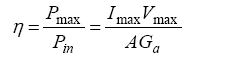 η = P_max / P_in = I_max V_max / A G_a